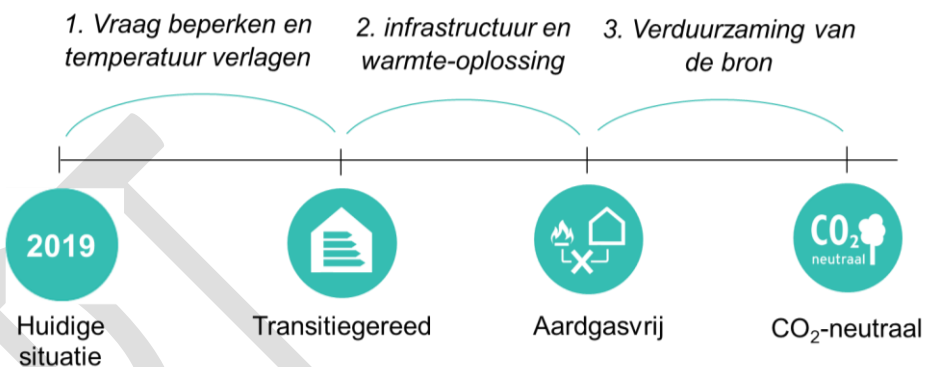 1. Vraag beperken en
temperatuur verlagen
2. infrastructuur en
warmte-oplossing
3. Verduurzaming van
de bron
2019
CO₂
neutraal
Huidige
situatie
Transitiegereed
Aardgasvrij
CO₂-neutraal